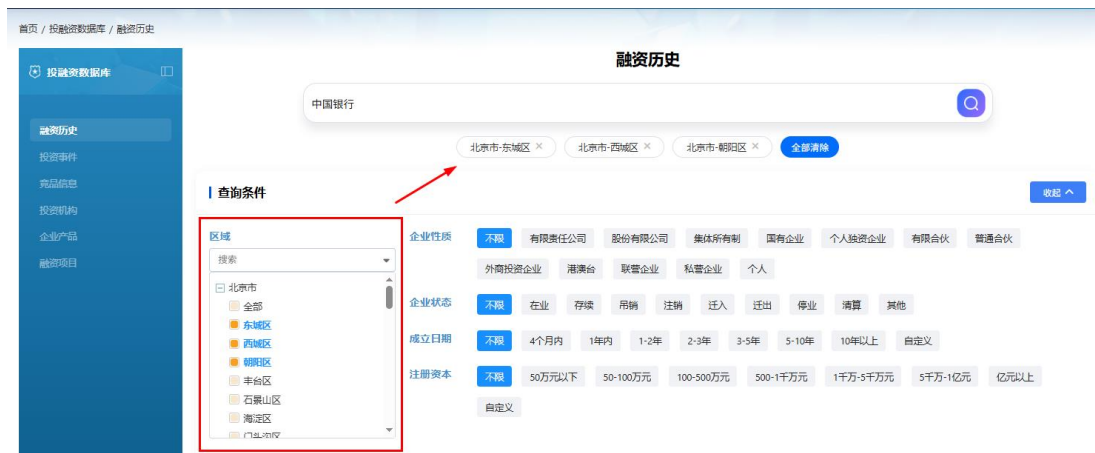 首页 / 投融资数据库 / 融资历史
投融资数据库
融资历史
投资事件
竞品信息
投资机构
企业产品
融资项目
融资历史
中国银行
北京市-东城区 × 北京市-西城区 × 北京市-朝阳区 × 全部清除
查询条件 收起
区域
搜索
北京市
全部
东城区
西城区
朝阳区
丰台区
石景山区
海淀区
门头沟区
企业性质 不限 有限责任公司 股份有限公司 集体所有制 国有企业 个人独资企业 有限合伙 普通合伙
外商投资企业 港澳台 联营企业 私营企业 个人
企业状态 不限 在业 存续 吊销 注销 迁入 迁出 停业 清算 其他
成立日期 不限 4个月内 1年内 1-2年 2-3年 3-5年 5-10年 10年以上 自定义
注册资本 不限 50万元以下 50-100万元 100-500万元 500-1千万元 1千万-5千万元 5千万-1亿元 亿元以上
自定义